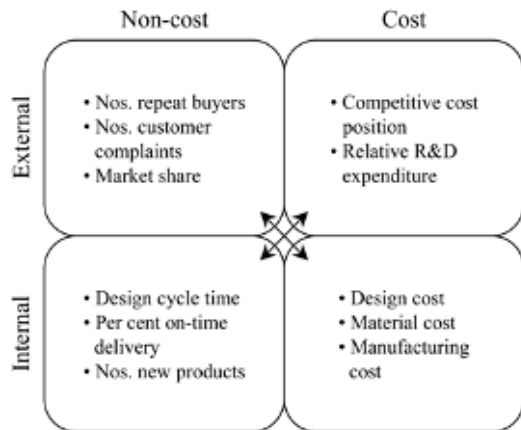 Non-cost
Cost
External
• Nos. repeat buyers
• Nos. customer
complaints
• Market share
• Competitive cost
position
• Relative R&D
expenditure
Internal
• Design cycle time
• Per cent on-time
delivery
• Nos. new products
• Design cost
• Material cost
• Manufacturing
cost